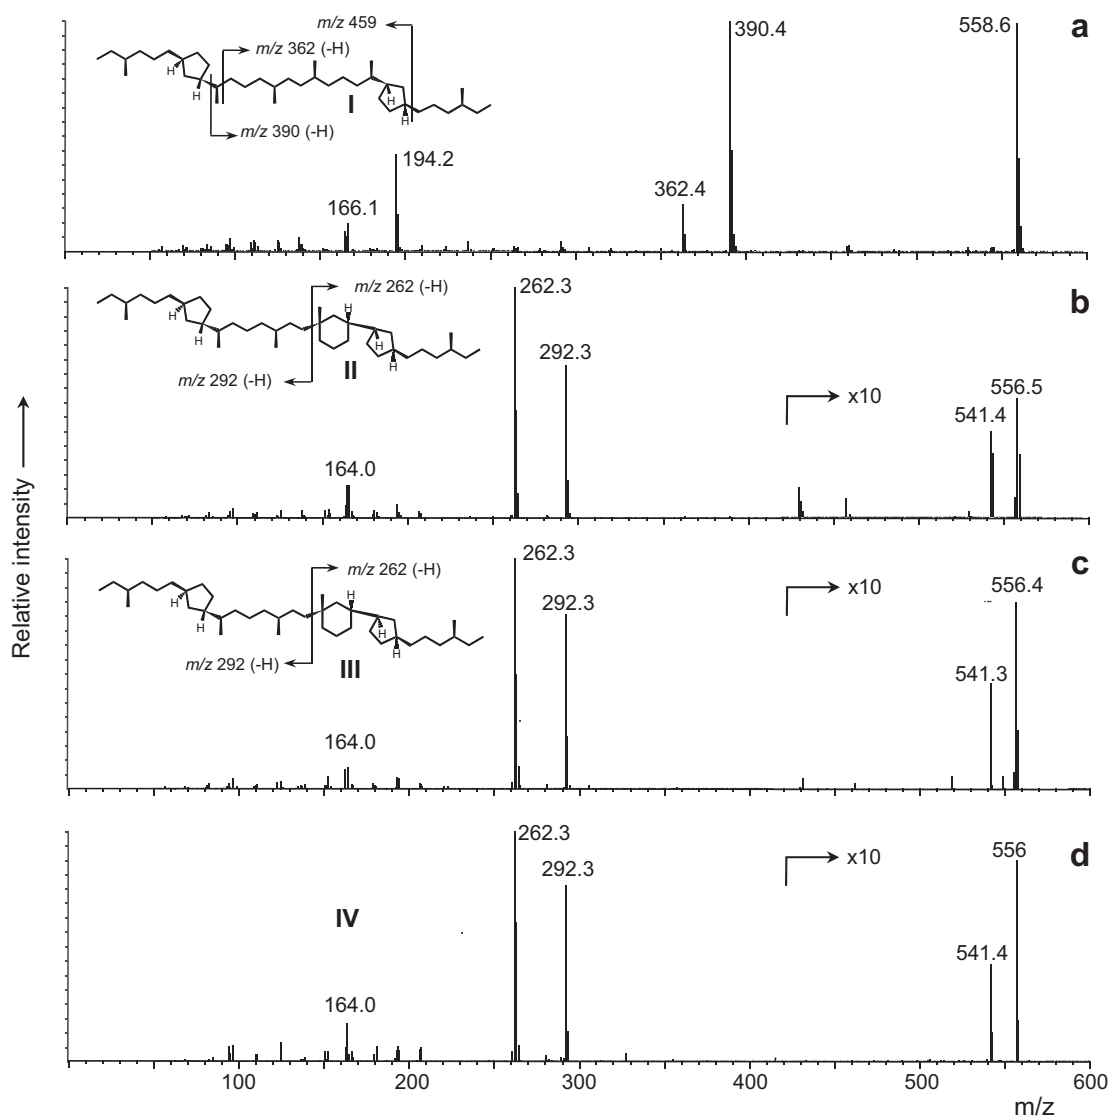 a
m/z 459
390.4
558.6
m/z 362 (-H)
H
H
I
H
H
m/z 390 (-H)
194.2
166.1
362.4
b
m/z 262 (-H)
262.3
H
H
H
H
H
II
m/z 292 (-H)
292.3
x10
556.5
541.4
164.0
c
m/z 262 (-H)
262.3
H
H
H
H
H
III
m/z 292 (-H)
292.3
x10
556.4
541.3
164.0
d
262.3
292.3
x10
556
IV
541.4
164.0
100
200
300
400
500
600
m/z
Relative intensity